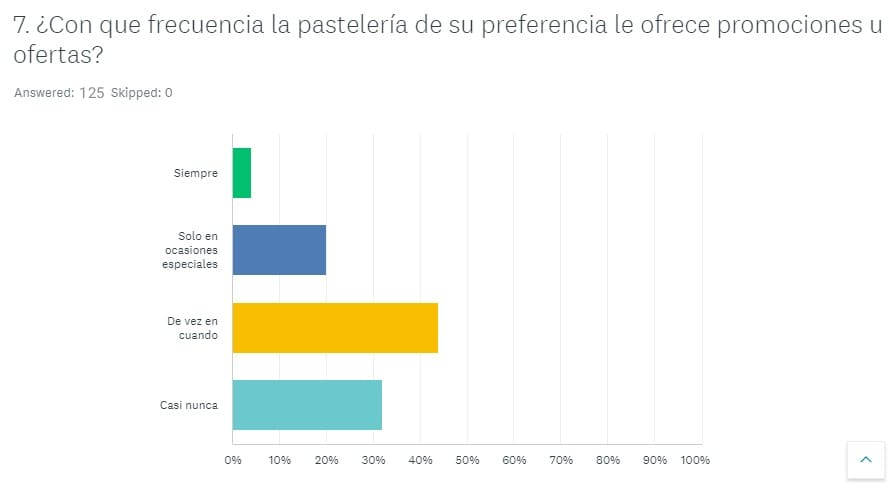 7. ¿Con que frecuencia la pastelería de su preferencia le ofrece promociones u
ofertas?
Answered: 125 Skipped: 0
Siempre
Solo en
ocasiones
especiales
De vez en
cuando
Casi nunca
0% 10% 20% 30% 40% 50% 60% 70% 80% 90% 100%